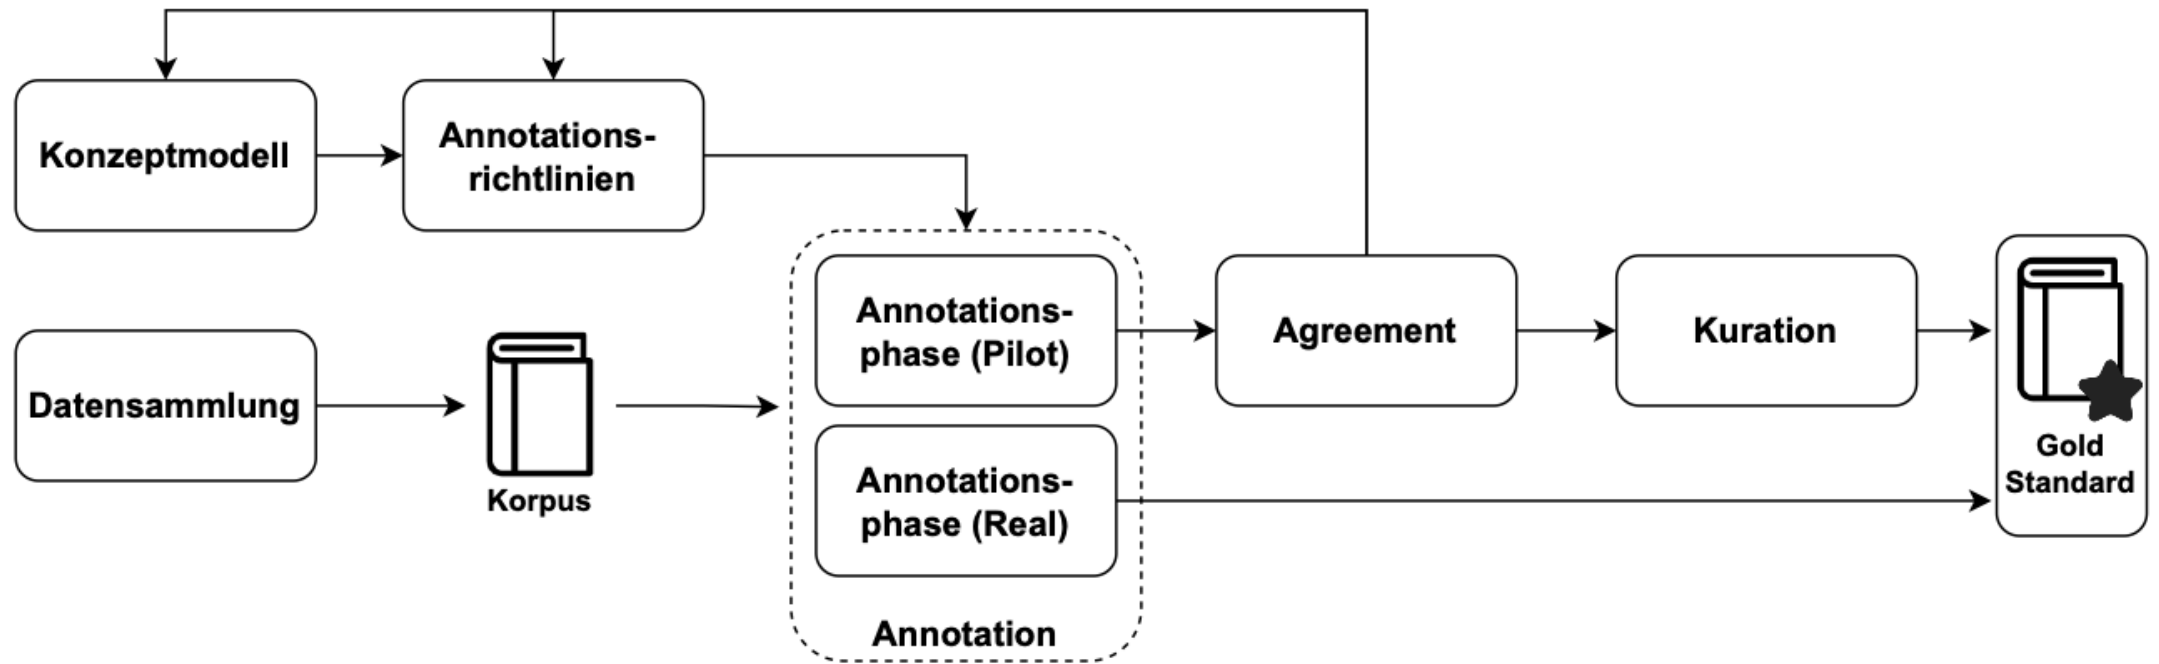 Konzeptmodell
Annotations-
richtlinien
Datensammlung
Korpus
Annotations-
phase (Pilot)
Annotations-
phase (Real)
Annotation
Agreement
Kuration
Gold
Standard